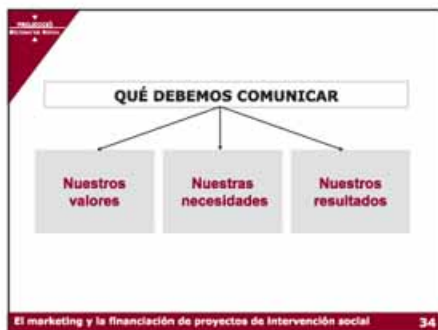 PROJECCIÓ
QUÉ DEBEMOS COMUNICAR
Nuestros
valores
Nuestras
necesidades
Nuestros
resultados
El marketing y la financiación de proyectos de intervención social
34